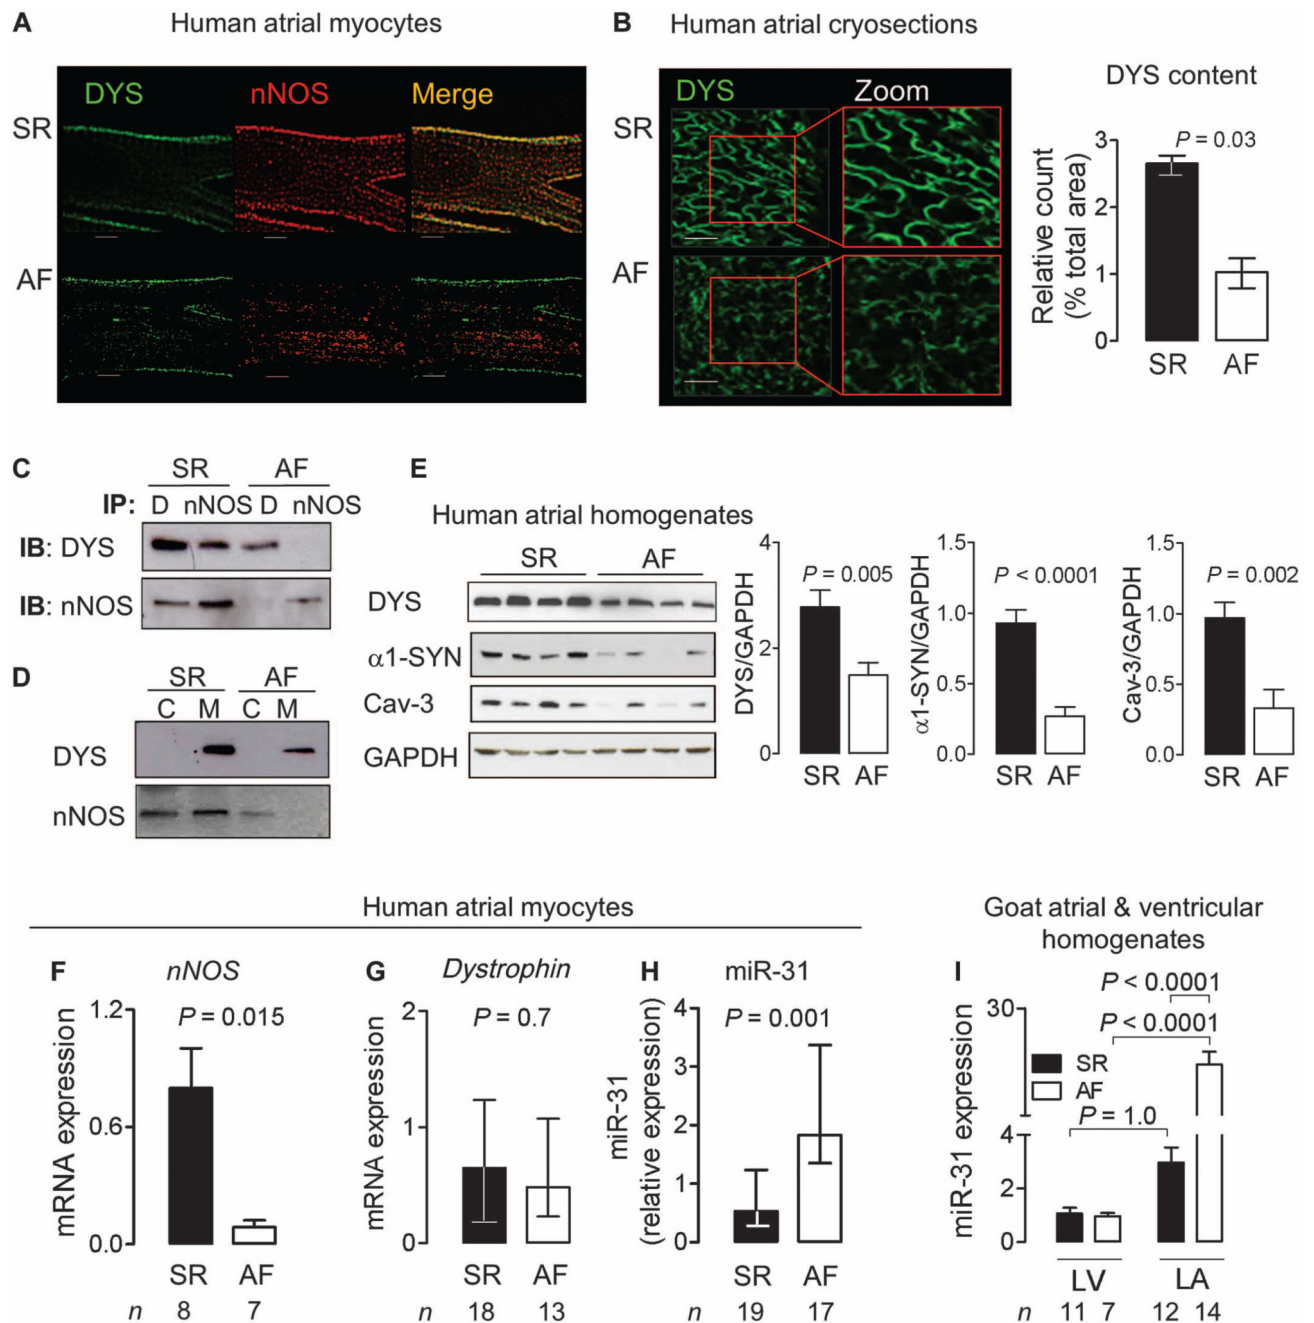 A Human atrial myocytes
DYS nNOS Merge
SR
AF
B Human atrial cryosections
DYS Zoom
SR
AF
DYS content
Relative count
(% total area)
P = 0.03
3
2
1
0
SR AF
C
SR AF
IP: D nNOS D nNOS
IB: DYS
IB: nNOS
D
SR AF
C M C M
DYS
nNOS
E
Human atrial homogenates
SR AF
DYS
α1-SYN
Cav-3
GAPDH
DYS/GAPDH
P = 0.005
4
2
0
SR AF
α1-SYN/GAPDH
P < 0.0001
1.5
1.0
0.5
0.0
SR AF
Cav-3/GAPDH
P = 0.002
1.5
1.0
0.5
0.0
SR AF
Human atrial myocytes
F nNOS
mRNA expression
P = 0.015
1.2
0.6
0.0
SR AF
n 8 7
G Dystrophin
mRNA expression
P = 0.7
2
1
0
SR AF
n 18 13
H miR-31
miR-31
(relative expression)
P = 0.001
4
3
2
1
0
SR AF
n 19 17
Goat atrial & ventricular
homogenates
I
miR-31 expression
P < 0.0001
P < 0.0001
SR
AF
P = 1.0
30
4
2
0
LV LA
n 11 7 12 14